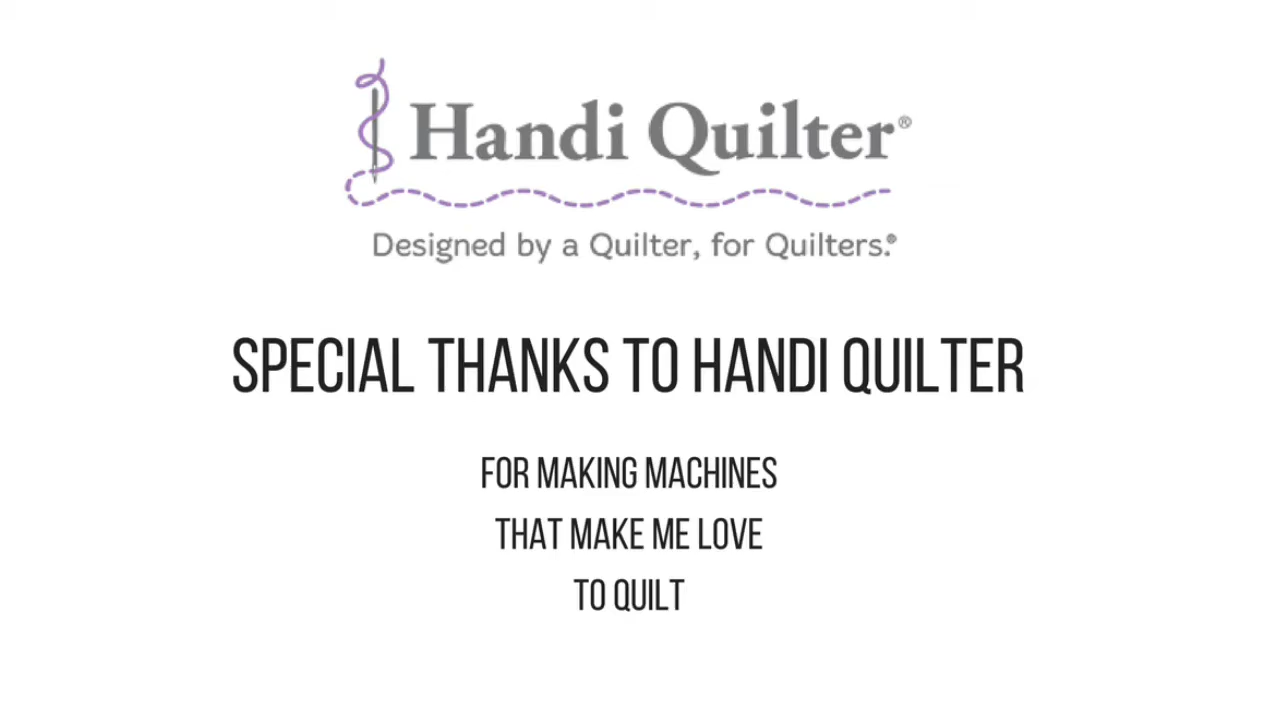 Handi Quilter®
Designed by a Quilter, for Quilters.®
SPECIAL THANKS TO HANDI QUILTER
FOR MAKING MACHINES
THAT MAKE ME LOVE
TO QUILT